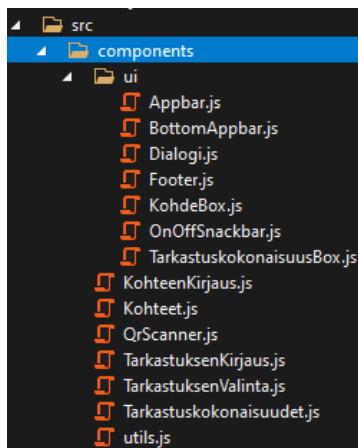 src
components
ui
Appbar.js
BottomAppbar.js
Dialogi.js
Footer.js
KohdeBox.js
OnOffSnackbar.js
TarkastuskokonaisuusBox.js
KohteenKirjaus.js
Kohteet.js
QrScanner.js
TarkastuksenKirjaus.js
TarkastuksenValinta.js
Tarkastuskokonaisuudet.js
utils.js